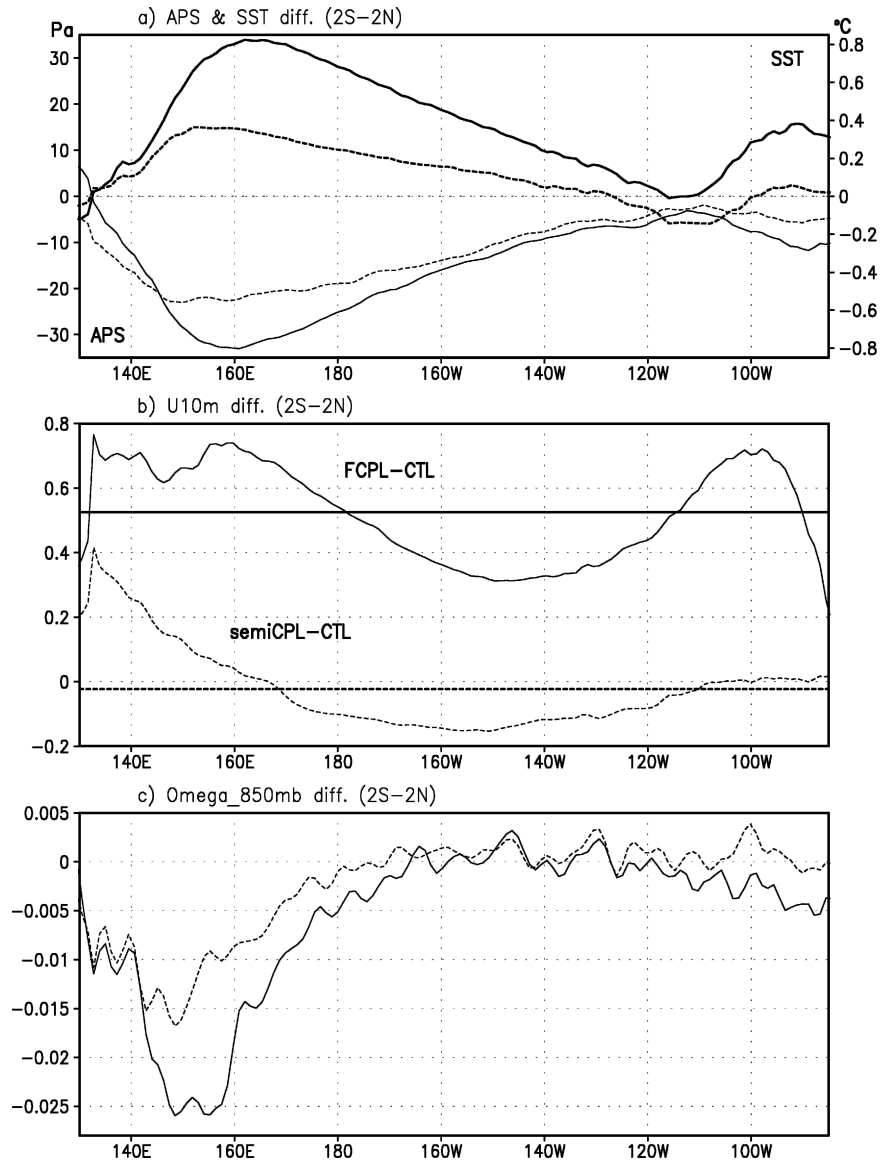 a) APS & SST diff. (2S-2N)
Pa
°C
30
20
10
0
-10
-20
-30
0.8
0.6
0.4
0.2
0
-0.2
-0.4
-0.6
-0.8
SST
APS
140E 160E 180 160W 140W 120W 100W
b) U10m diff. (2S-2N)
0.8
0.6
0.4
0.2
0
-0.2
FCPL-CTL
semiCPL-CTL
140E 160E 180 160W 140W 120W 100W
c) Omega_850mb diff. (2S-2N)
0.005
0
-0.005
-0.01
-0.015
-0.02
-0.025
140E 160E 180 160W 140W 120W 100W